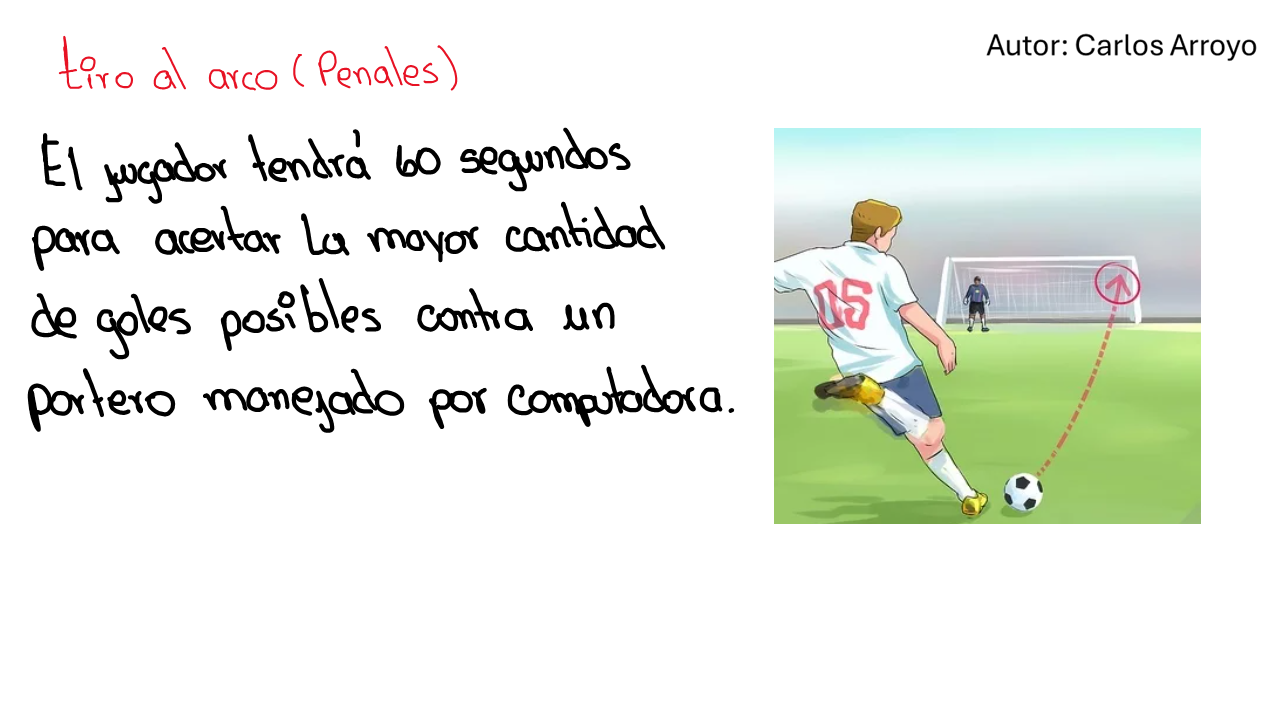 tiro al arco (Penales)
Autor: Carlos Arroyo
El jugador tendrá 60 segundos
para acertar la mayor cantidad
de goles posibles contra un
portero manejado por computadora.
05